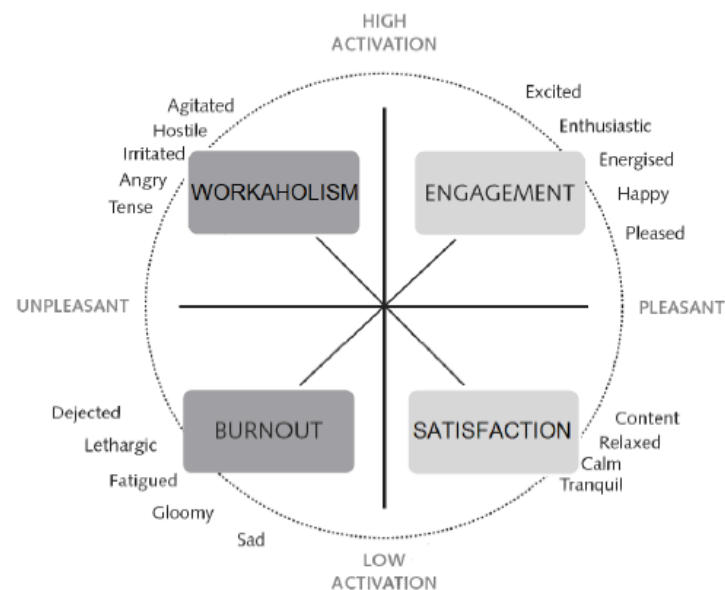 HIGH
ACTIVATION
Excited
Agitated
Enthusiastic
Hostile
Irritated
Energised
Angry
WORKAHOLISM
ENGAGEMENT
Happy
Tense
Pleased
UNPLEASANT
PLEASANT
Dejected
Content
Lethargic
BURNOUT
SATISFACTION
Relaxed
Calm
Fatigued
Tranquil
Gloomy
Sad
LOW
ACTIVATION